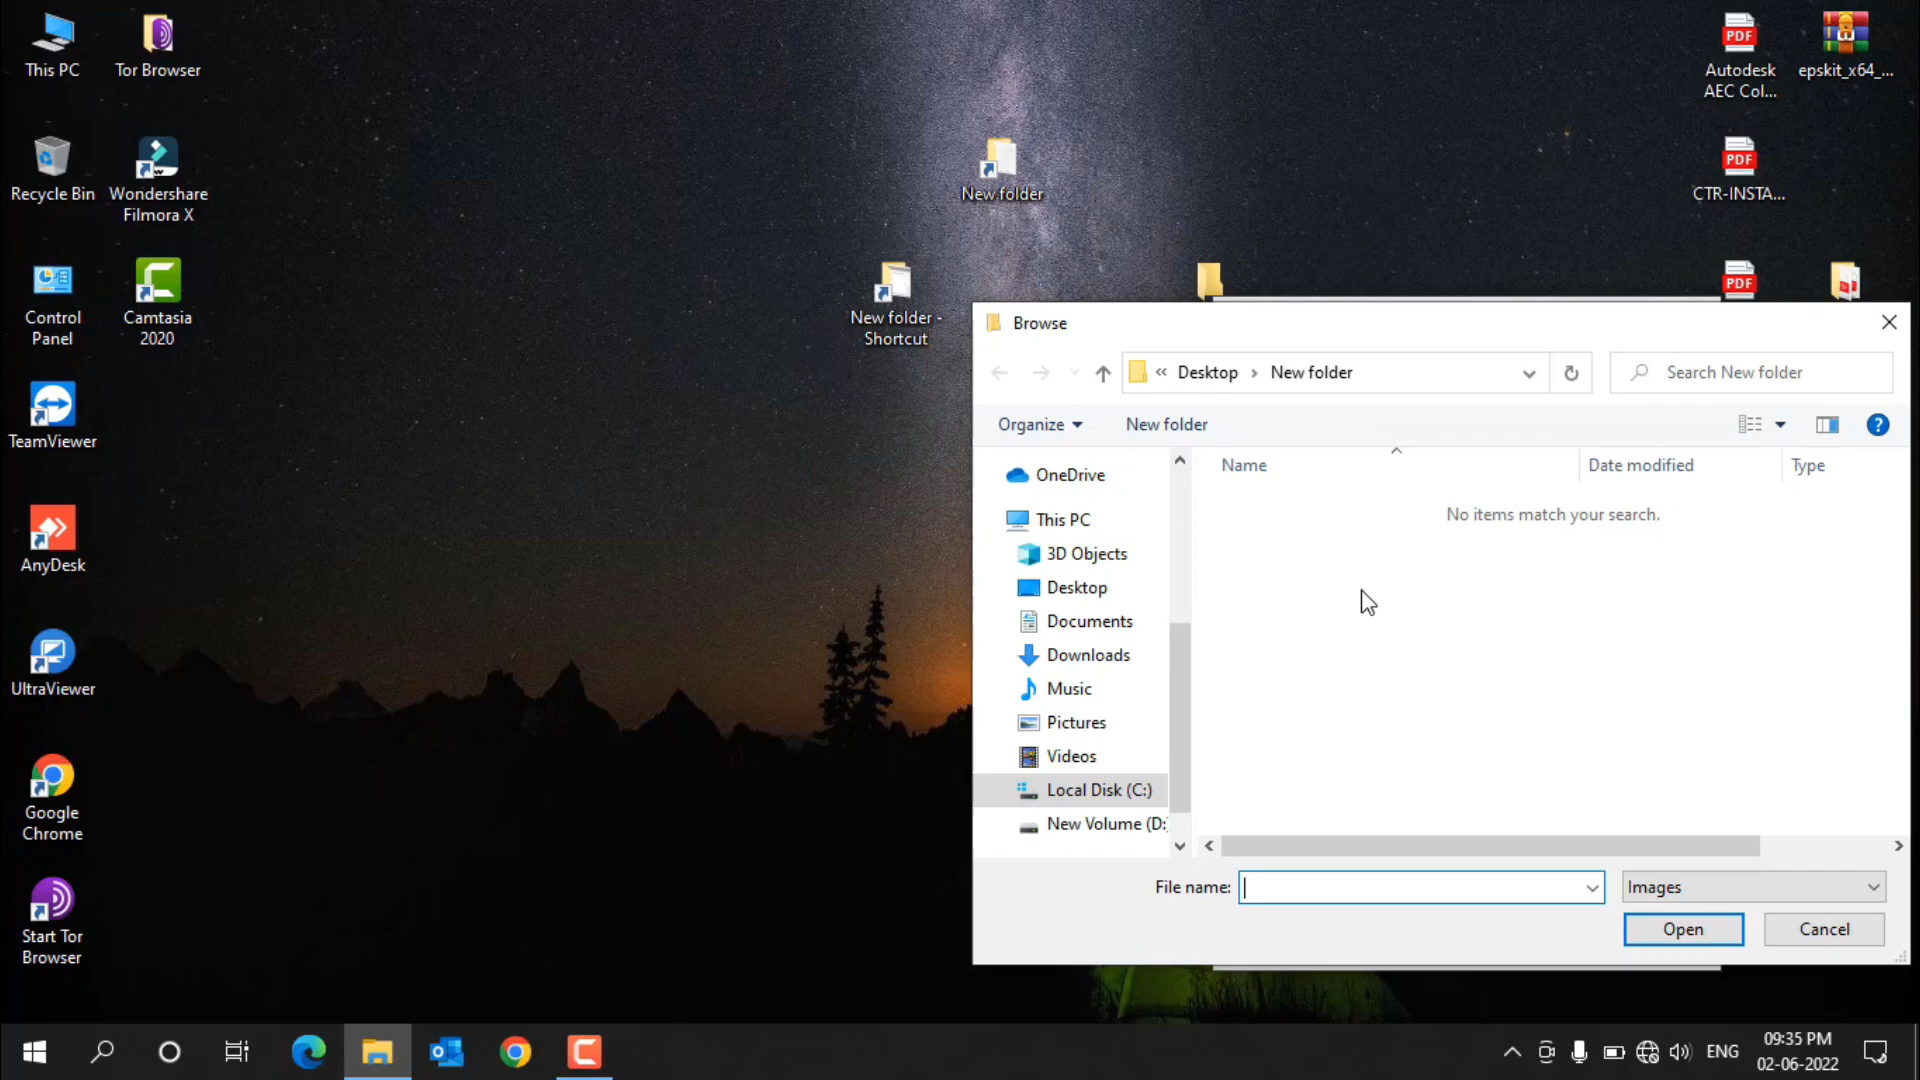 This PC
Tor Browser
Recycle Bin
Wondershare
Filmora X
Control
Panel
Camtasia
2020
TeamViewer
AnyDesk
UltraViewer
Google
Chrome
Start Tor
Browser
New folder
New folder -
Shortcut
PDF
Autodesk
AEC Col...
epskit_x64_...
PDF
CTR-INSTA...
PDF
Browse
« Desktop > New folder
Search New folder
Organize
New folder
Name
Date modified
Type
No items match your search.
OneDrive
This PC
3D Objects
Desktop
Documents
Downloads
Music
Pictures
Videos
Local Disk (C:)
New Volume (D:
File name:
Images
Open
Cancel
ENG
09:35 PM
02-06-2022